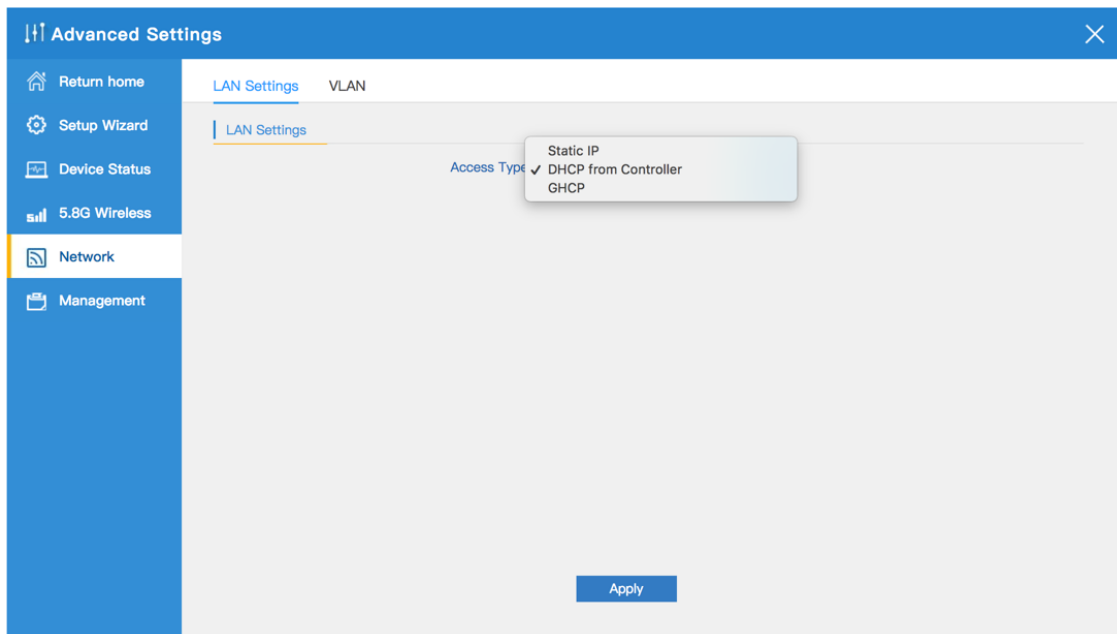 Advanced Settings
Return home
Setup Wizard
Device Status
5.8G Wireless
Network
Management
LAN Settings VLAN
LAN Settings
Access Type
Static IP
✓ DHCP from Controller
GHCP
Apply